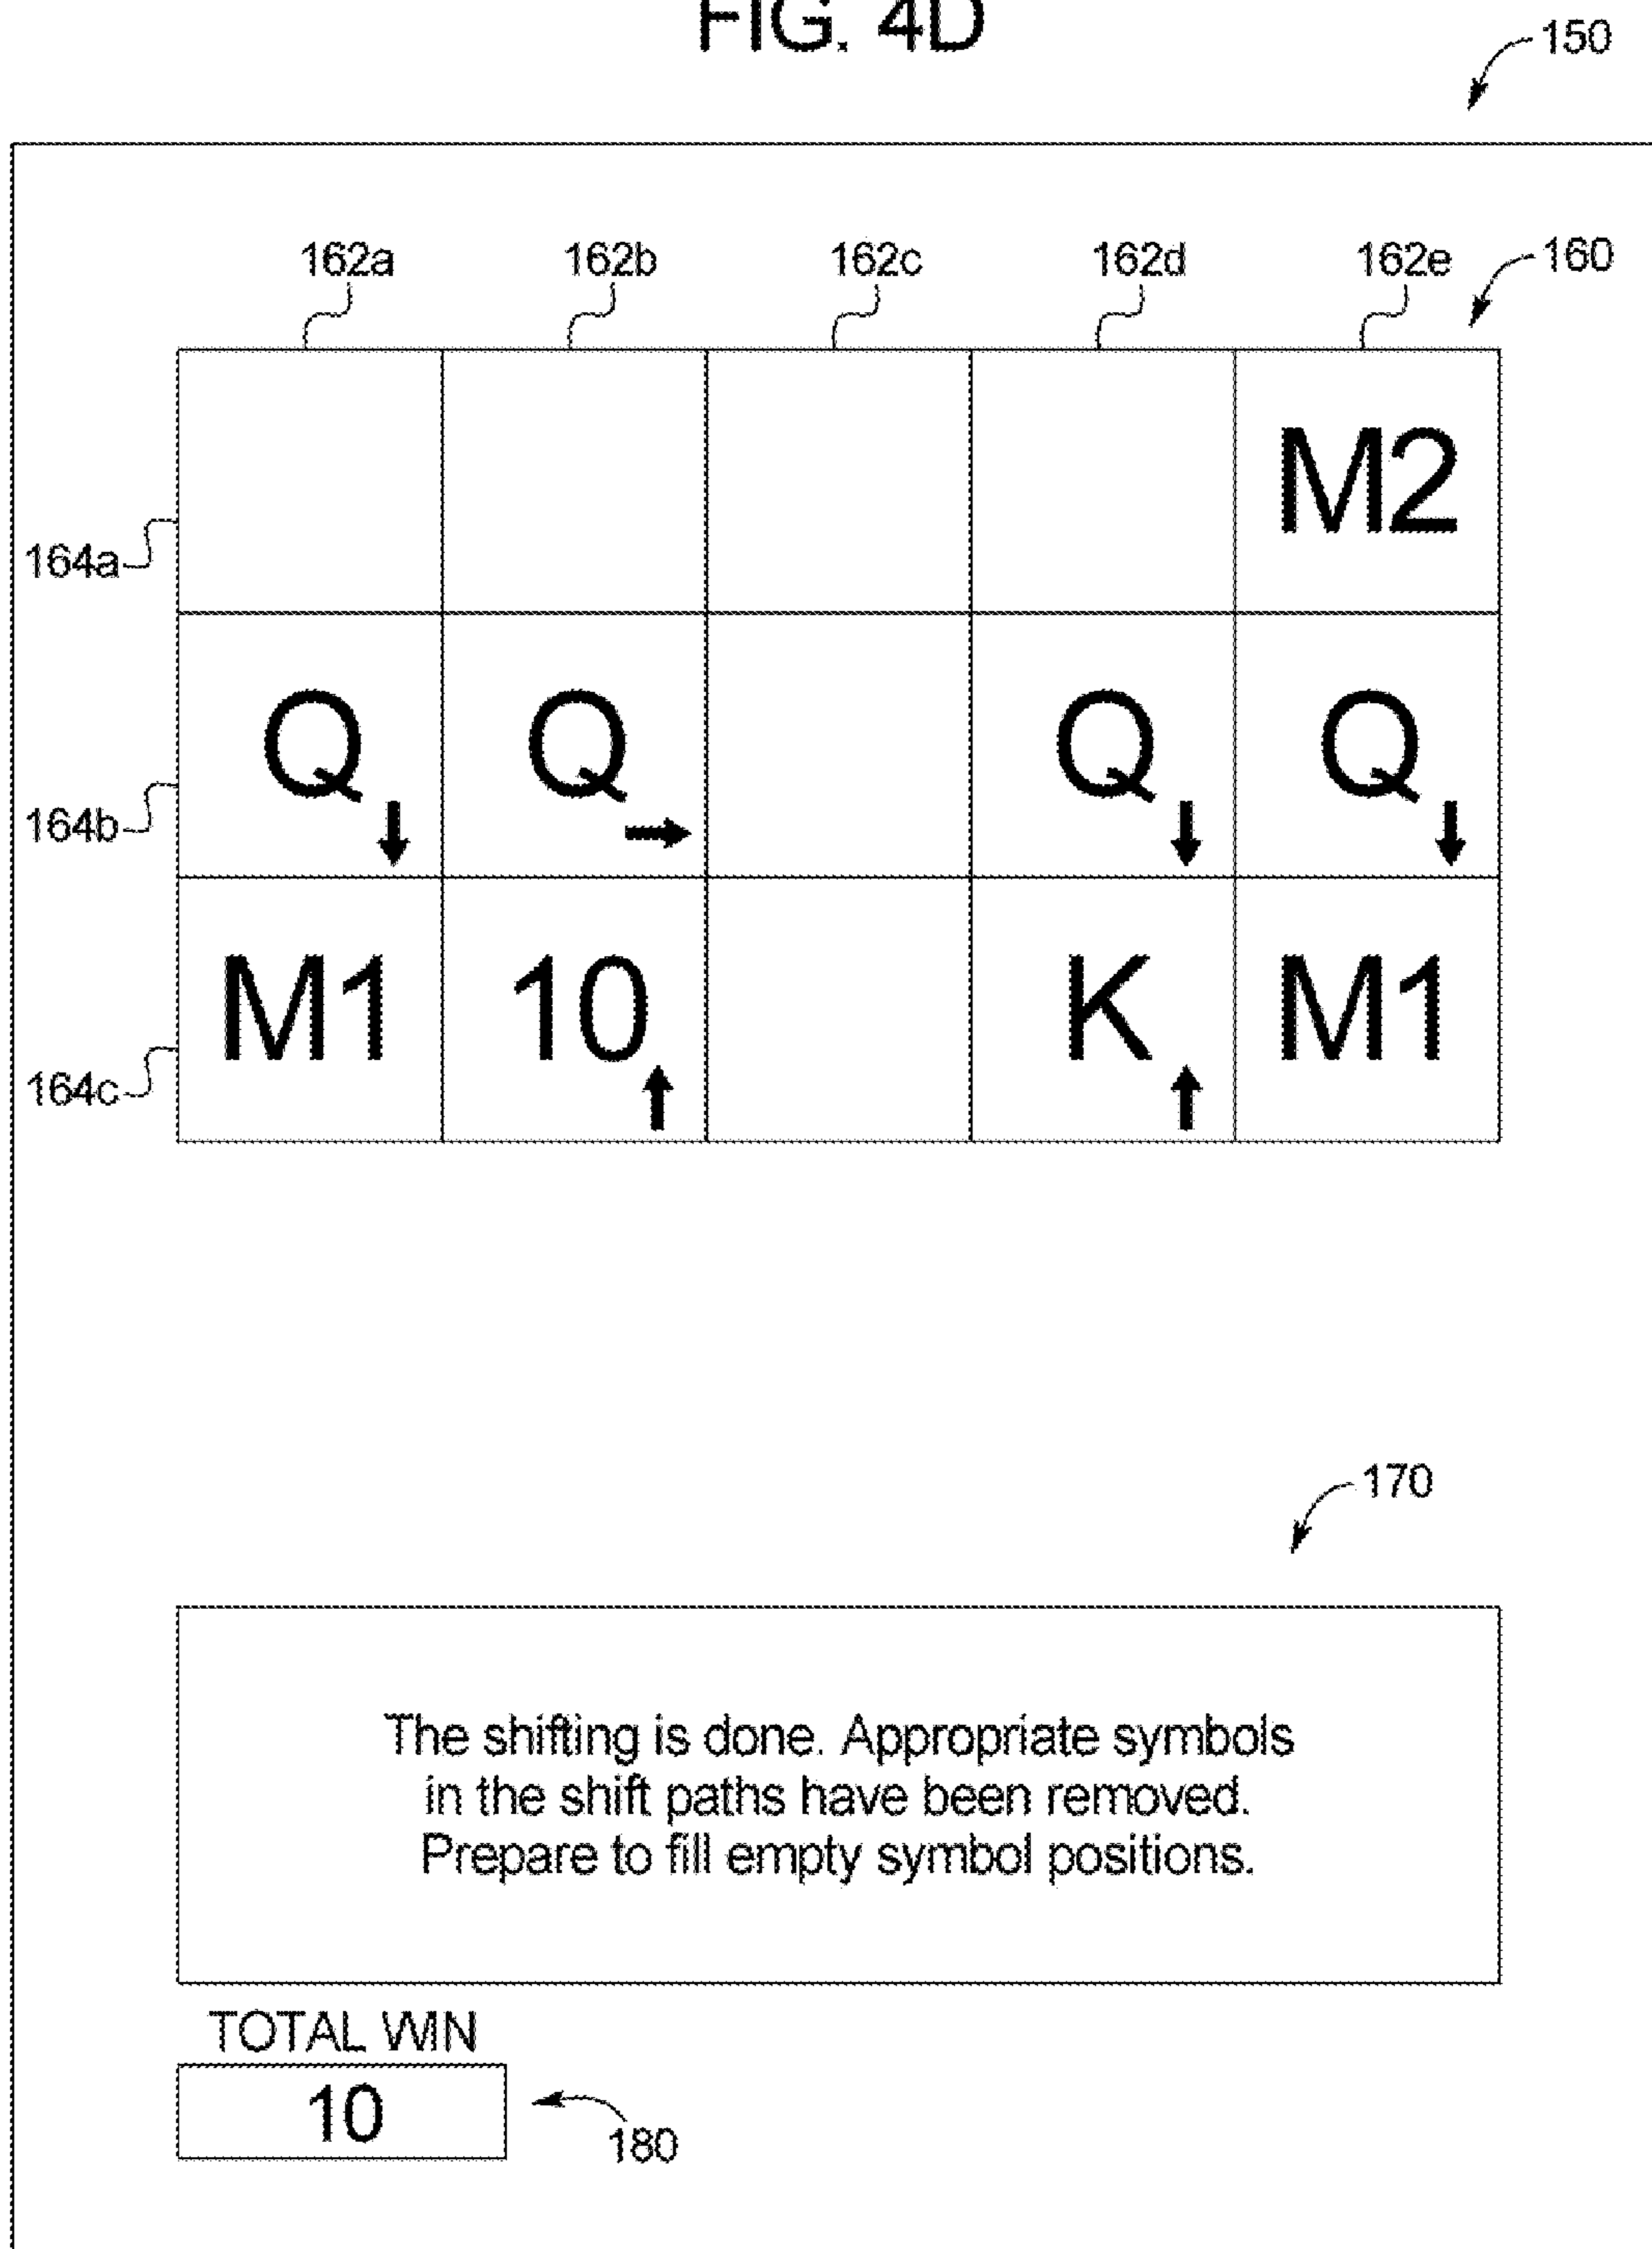 FIG. 4D
150
162a 162b 162c 162d 162e 160
M2
164a
Q Q Q Q
164b
M1 10 K M1
164c
170
The shifting is done. Appropriate symbols
in the shift paths have been removed.
Prepare to fill empty symbol positions.
TOTAL WIN
10
180